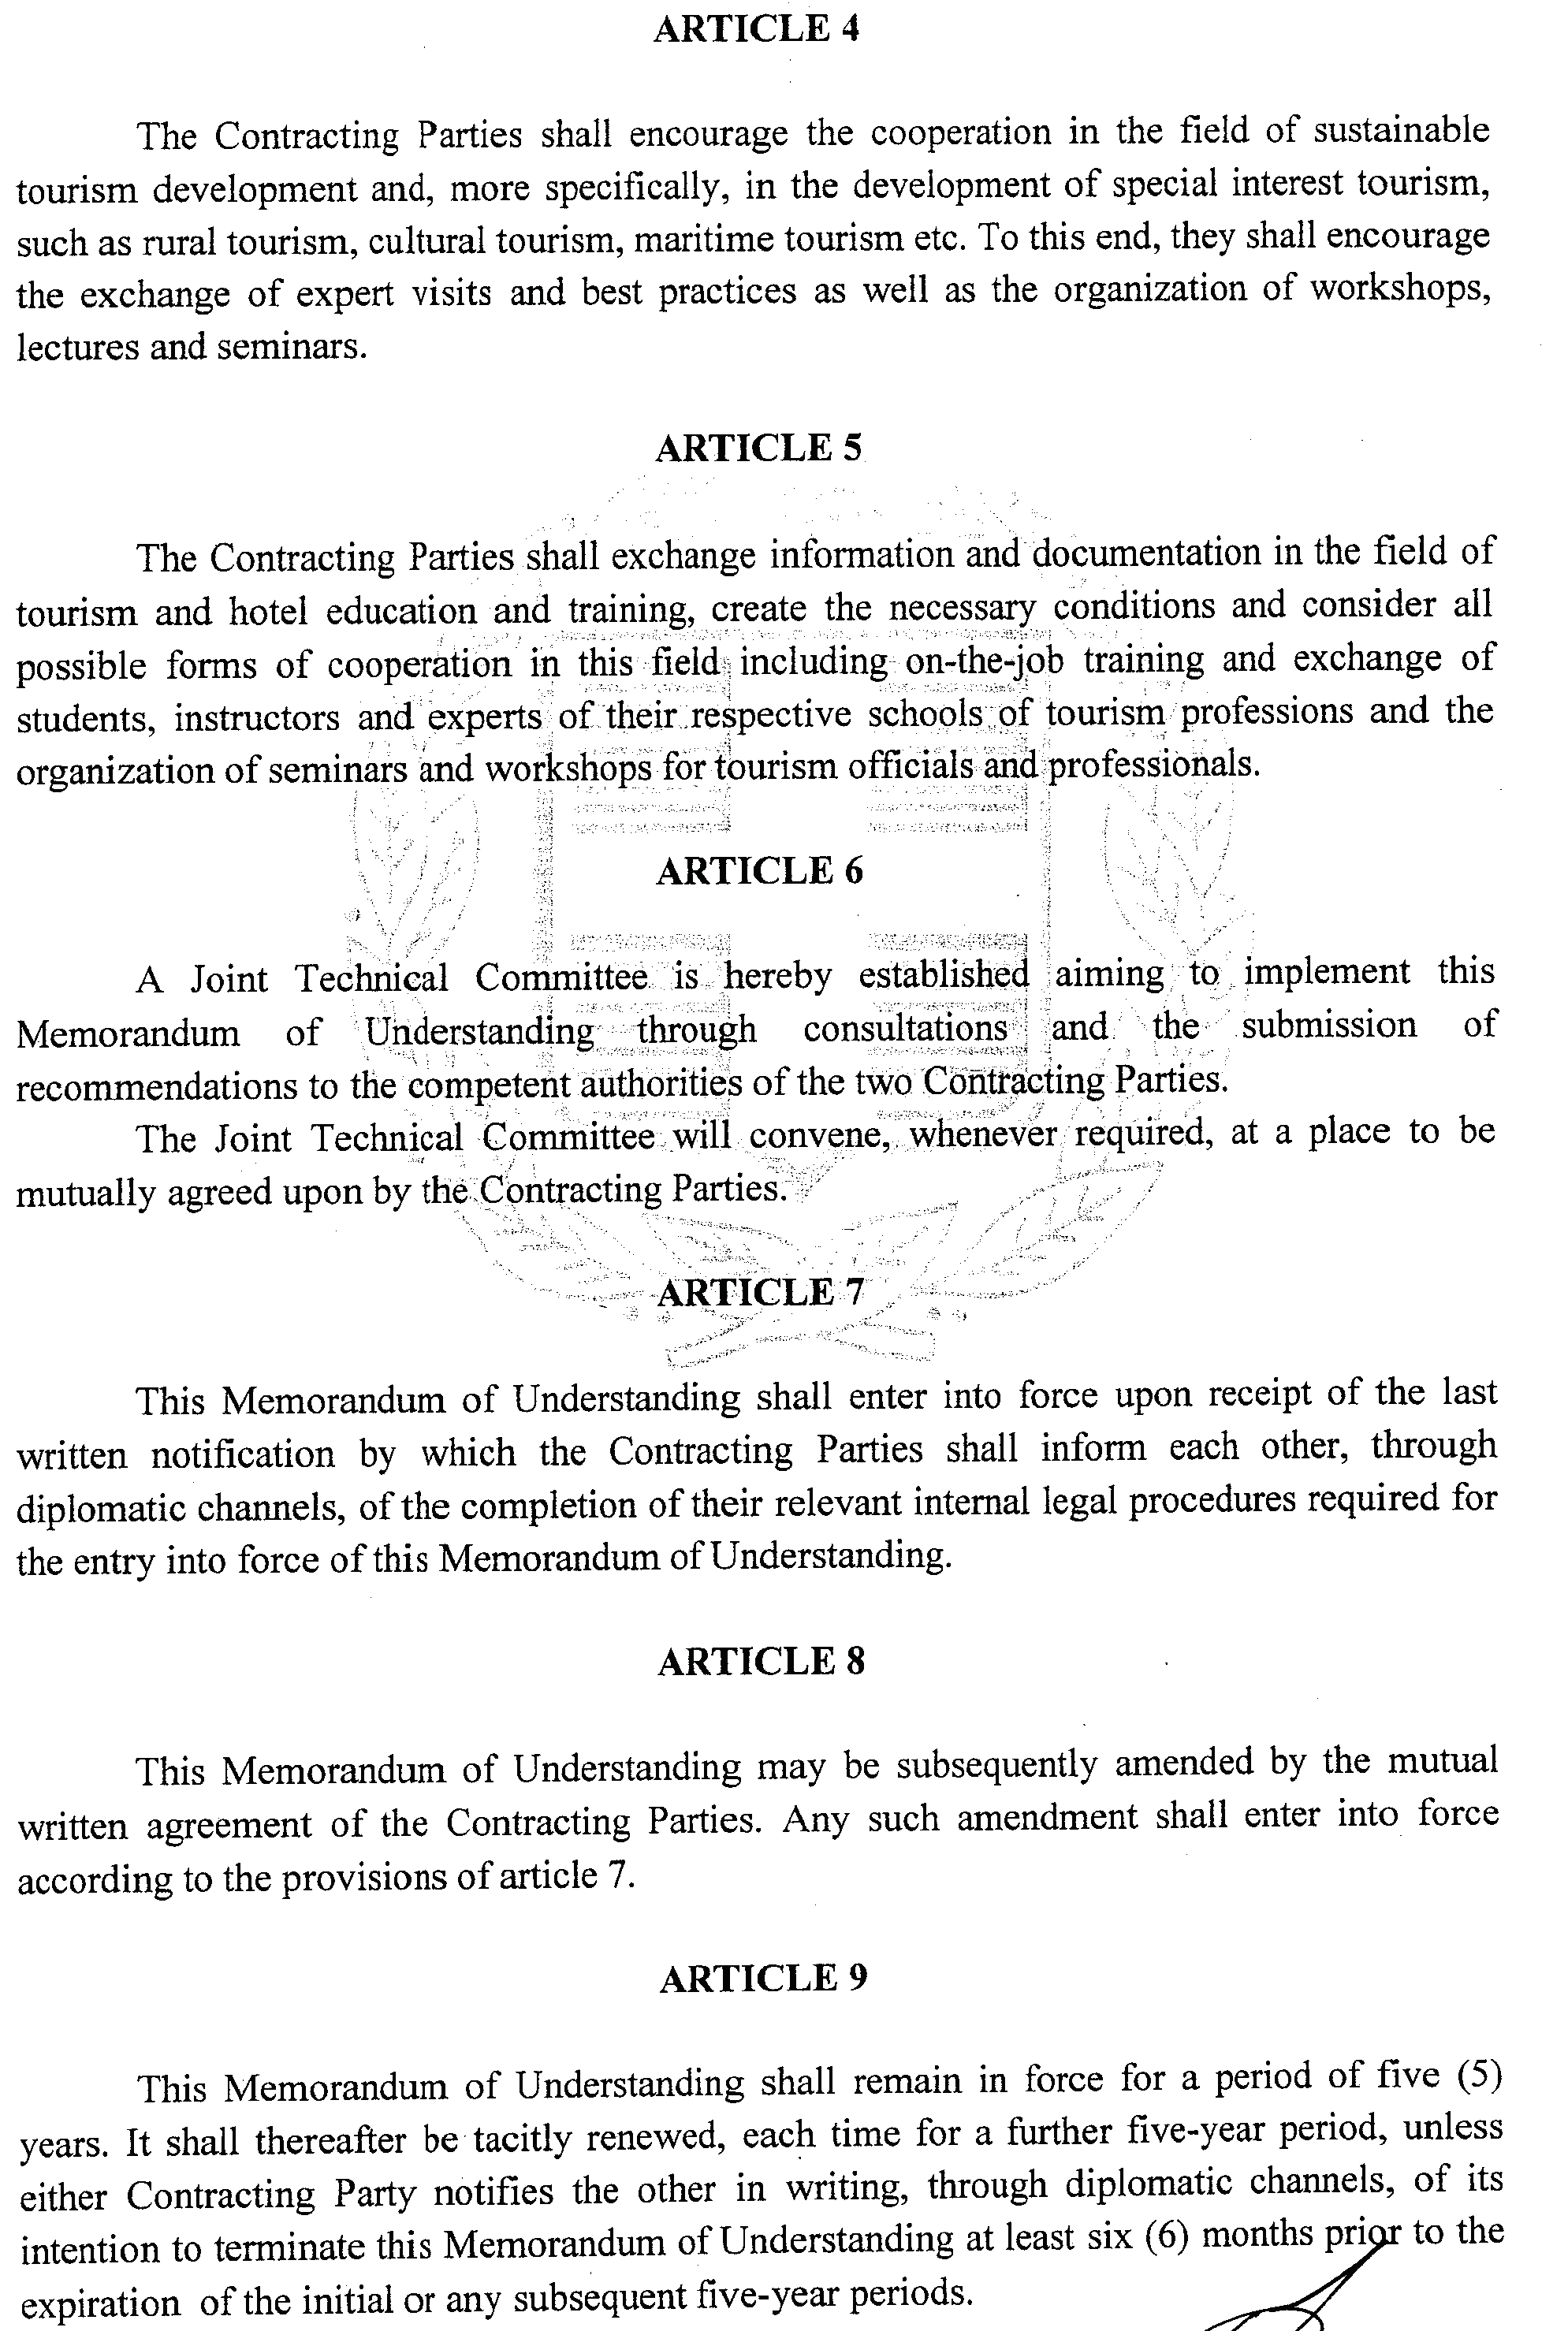 ARTICLE 4
The Contracting Parties shall encourage the cooperation in the field of sustainable
tourism development and, more specifically, in the development of special interest tourism,
such as rural tourism, cultural tourism, maritime tourism etc. To this end, they shall encourage
the exchange of expert visits and best practices as well as the organization of workshops,
lectures and seminars.
ARTICLE 5
The Contracting Parties shall exchange information and documentation in the field of
tourism and hotel education and training, create the necessary conditions and consider all
possible forms of cooperation in this field, including on-the-job training and exchange of
students, instructors and experts of their respective schools of tourism professions and the
organization of seminars and workshops for tourism officials and professionals.
ARTICLE 6
A Joint Technical Committee is hereby established aiming to implement this
Memorandum of Understanding through consultations and the submission of
recommendations to the competent authorities of the two Contracting Parties.
The Joint Technical Committee will convene, whenever required, at a place to be
mutually agreed upon by the Contracting Parties.
ARTICLE 7
This Memorandum of Understanding shall enter into force upon receipt of the last
written notification by which the Contracting Parties shall inform each other, through
diplomatic channels, of the completion of their relevant internal legal procedures required for
the entry into force of this Memorandum of Understanding.
ARTICLE 8
This Memorandum of Understanding may be subsequently amended by the mutual
written agreement of the Contracting Parties. Any such amendment shall enter into force
according to the provisions of article 7.
ARTICLE 9
This Memorandum of Understanding shall remain in force for a period of five (5)
years. It shall thereafter be tacitly renewed, each time for a further five-year period, unless
either Contracting Party notifies the other in writing, through diplomatic channels, of its
intention to terminate this Memorandum of Understanding at least six (6) months prior to the
expiration of the initial or any subsequent five-year periods.